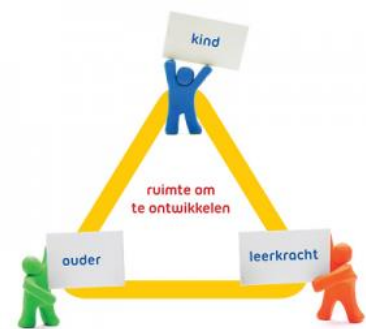 kind
ruimte om
te ontwikkelen
ouder
leerkracht